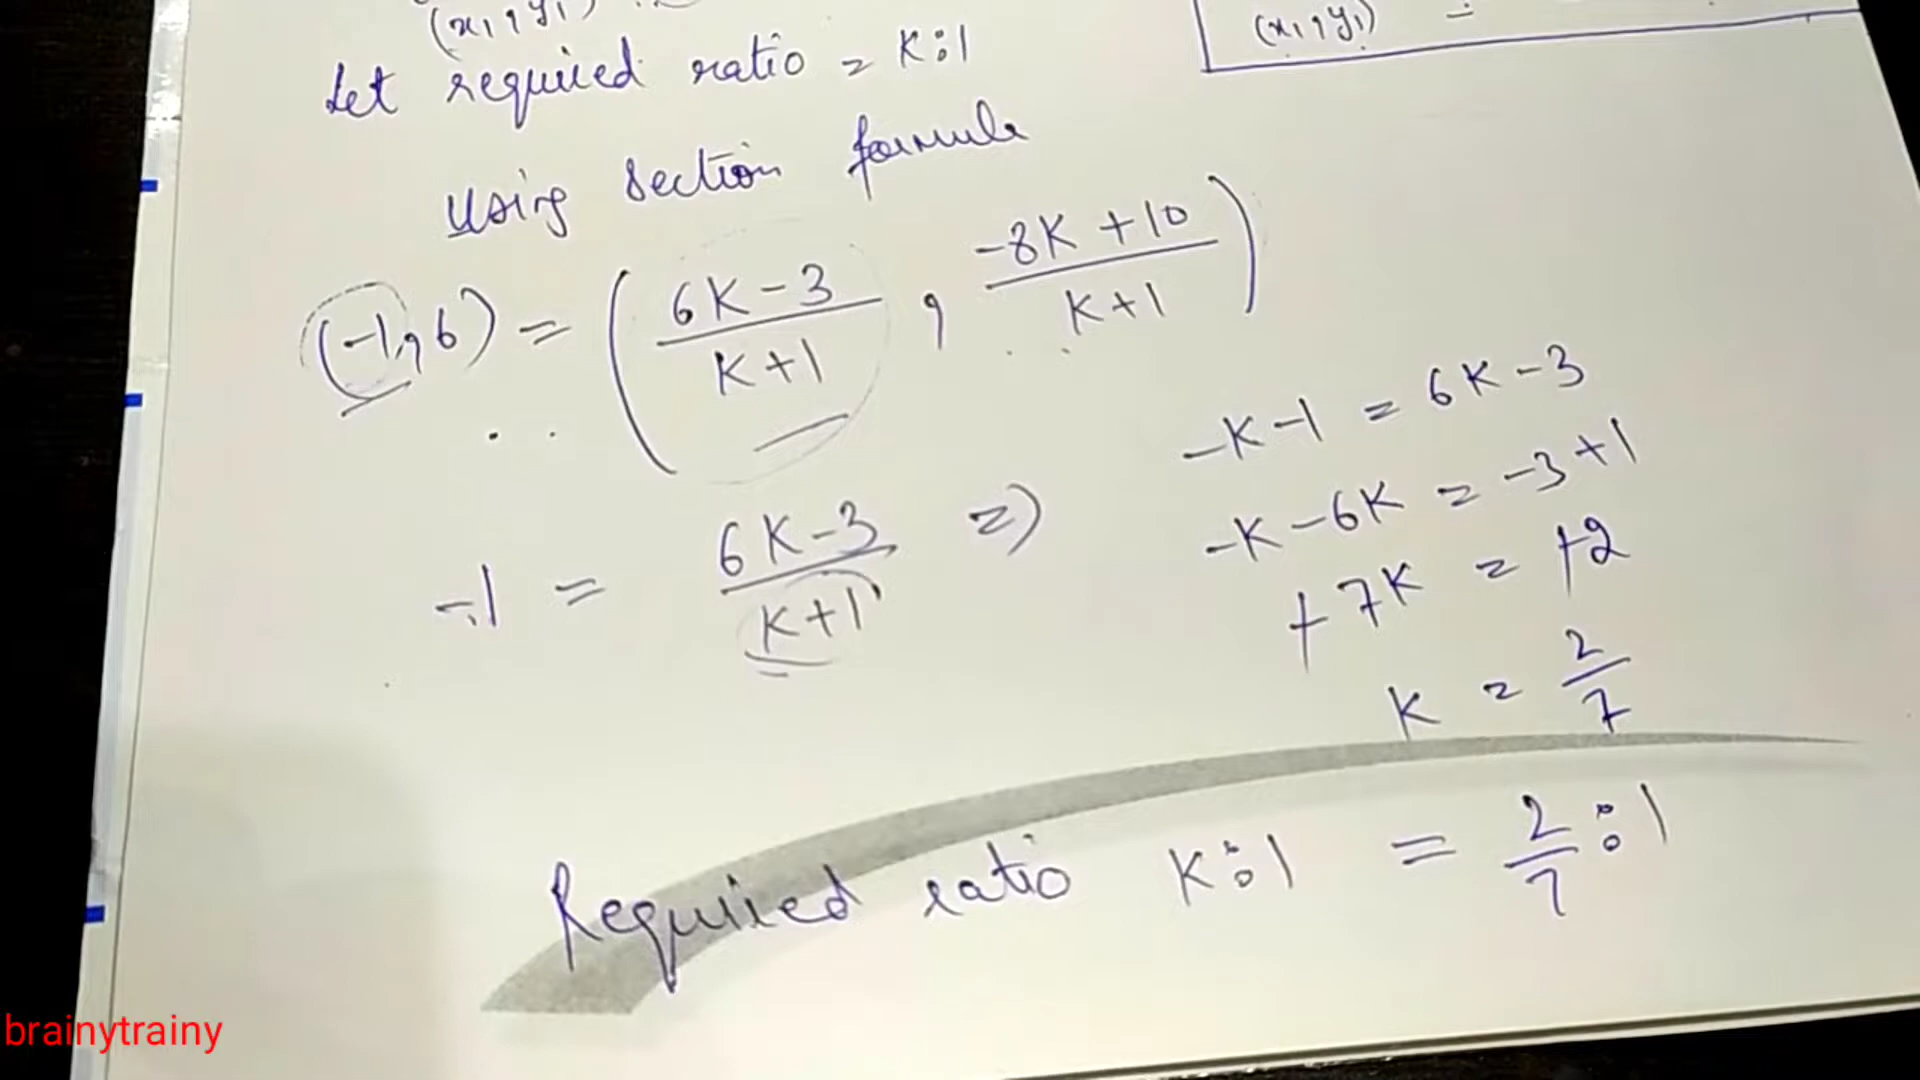 (x₁, y₁)
(x₁, y₁) =
Let required ratio = K:1
Using section formula
(-1, 6) = ( 6K-3 / K+1 , -8K+10 / K+1 )
-1 = 6K-3 / K+1 =>
-K-1 = 6K-3
-K-6K = -3+1
+7K = +2
K = 2/7
Required ratio K:1 = 2/7 : 1
brainytrainy